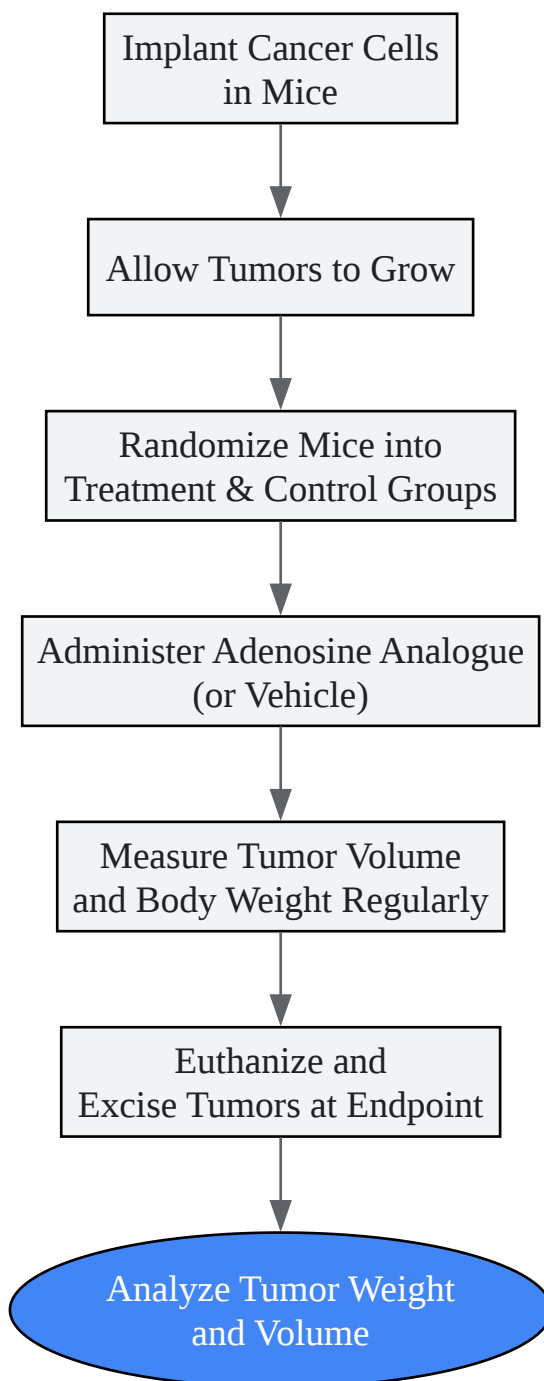 Implant Cancer Cells
in Mice
Allow Tumors to Grow
Randomize Mice into
Treatment & Control Groups
Administer Adenosine Analogue
(or Vehicle)
Measure Tumor Volume
and Body Weight Regularly
Euthanize and
Excise Tumors at Endpoint
Analyze Tumor Weight
and Volume